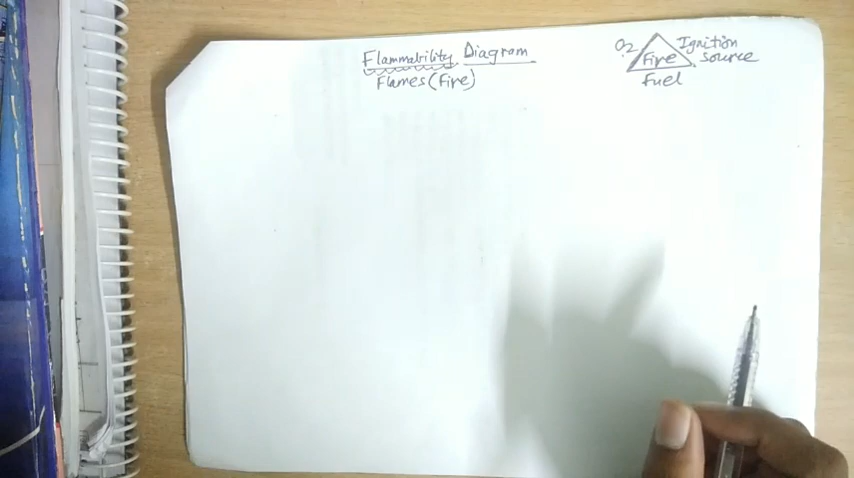 Flammability Diagram
Flames (Fire)
O2
Ignition
Source
Fire
Fuel